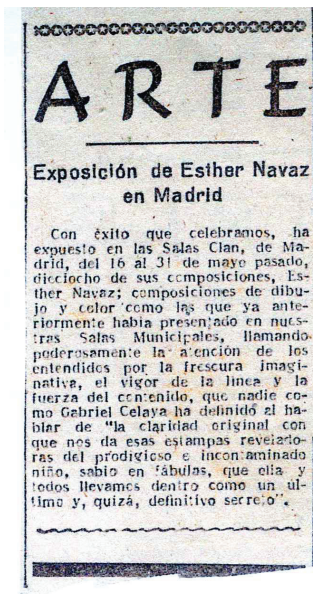 ARTE
Exposición de Esther Navaz
en Madrid
Con éxito que celebramos, ha
expuesto en las Salas Clan, de Ma-
drid, del 16 al 31 de mayo pasado,
dieciocho de sus composiciones, Es-
ther Navaz; composiciones de dibu-
jo y color como las que ya ante-
riormente había presentado en nues-
tras Salas Municipales, llamando
poderosamente la atención de los
entendidos por la frescura imagi-
nativa, el vigor de la línea y la
fuerza del contenido, que nadie co-
mo Gabriel Celaya ha definido al ha-
blar de "la claridad original con
que nos da esas estampas revelado-
ras del prodigioso e incontaminado
niño, sabio en fábulas, que ella y
todos llevamos dentro como un úl-
timo y, quizá, definitivo secreto".